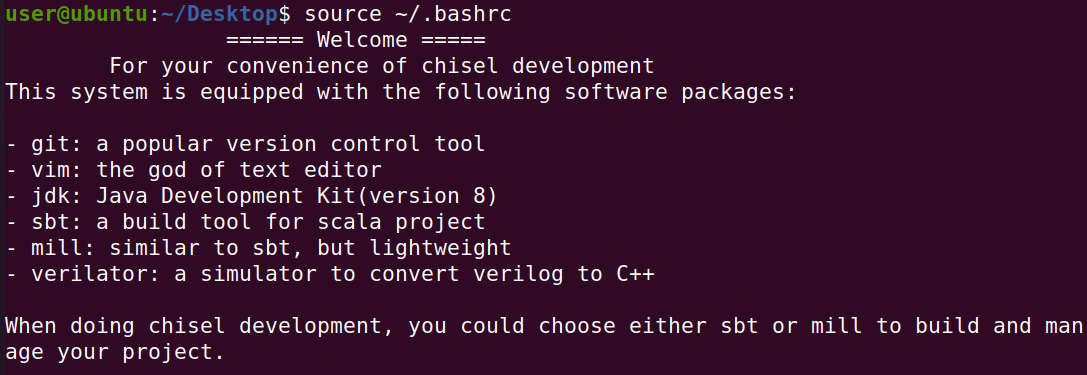 user@ubuntu:~/Desktop$ source ~/.bashrc
====== Welcome =====
For your convenience of chisel development
This system is equipped with the following software packages:
- git: a popular version control tool
- vim: the god of text editor
- jdk: Java Development Kit(version 8)
- sbt: a build tool for scala project
- mill: similar to sbt, but lightweight
- verilator: a simulator to convert verilog to C++
When doing chisel development, you could choose either sbt or mill to build and man
age your project.